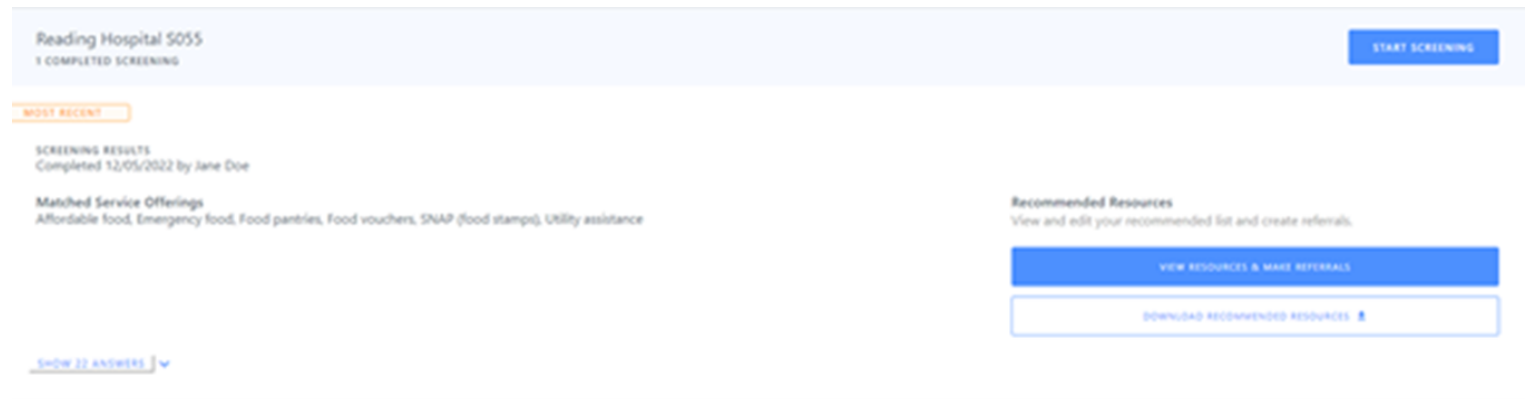 Reading Hospital S055
1 COMPLETED SCREENING
START SCREENING
MOST RECENT
SCREENING RESULTS
Completed 12/05/2022 by Jane Doe
Matched Service Offerings
Affordable food, Emergency food, Food pantries, Food vouchers, SNAP (food stamps), Utility assistance
Recommended Resources
View and edit your recommended list and create referrals.
VIEW RESOURCES & MAKE REFERRALS
DOWNLOAD RECOMMENDED RESOURCES
SHOW 22 ANSWERS